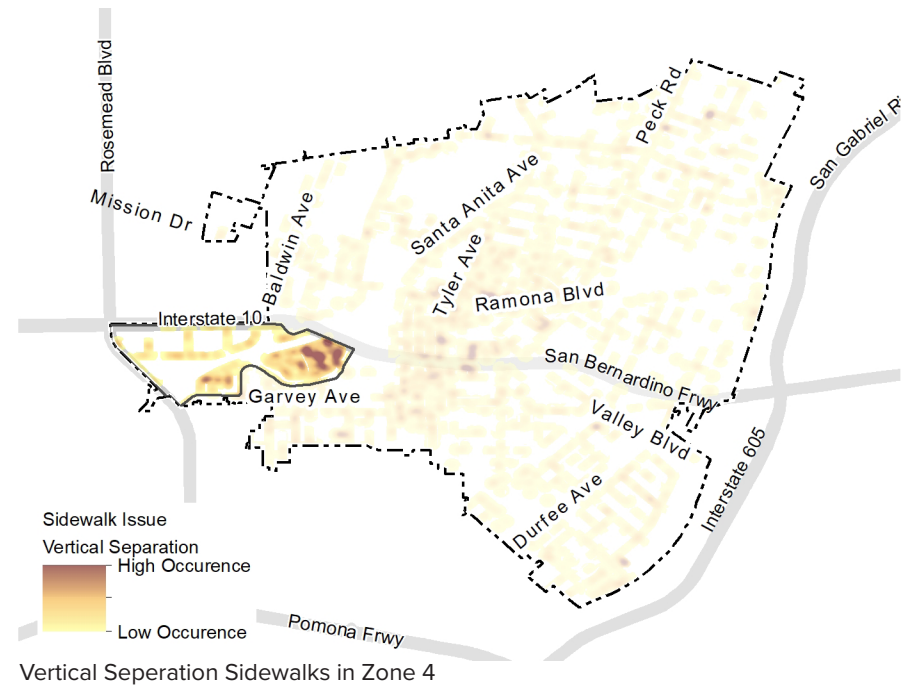 Rosemead Blvd
Peck Rd
San Gabriel Ri
Mission Dr
Baldwin Ave
Santa Anita Ave
Tyler Ave
Ramona Blvd
Interstate 10
San Bernardino Frwy
Garvey Ave
Valley Blvd
Interstate 605
Durfee Ave
Sidewalk Issue
Vertical Separation
High Occurence
Low Occurence
Pomona Frwy
Vertical Seperation Sidewalks in Zone 4